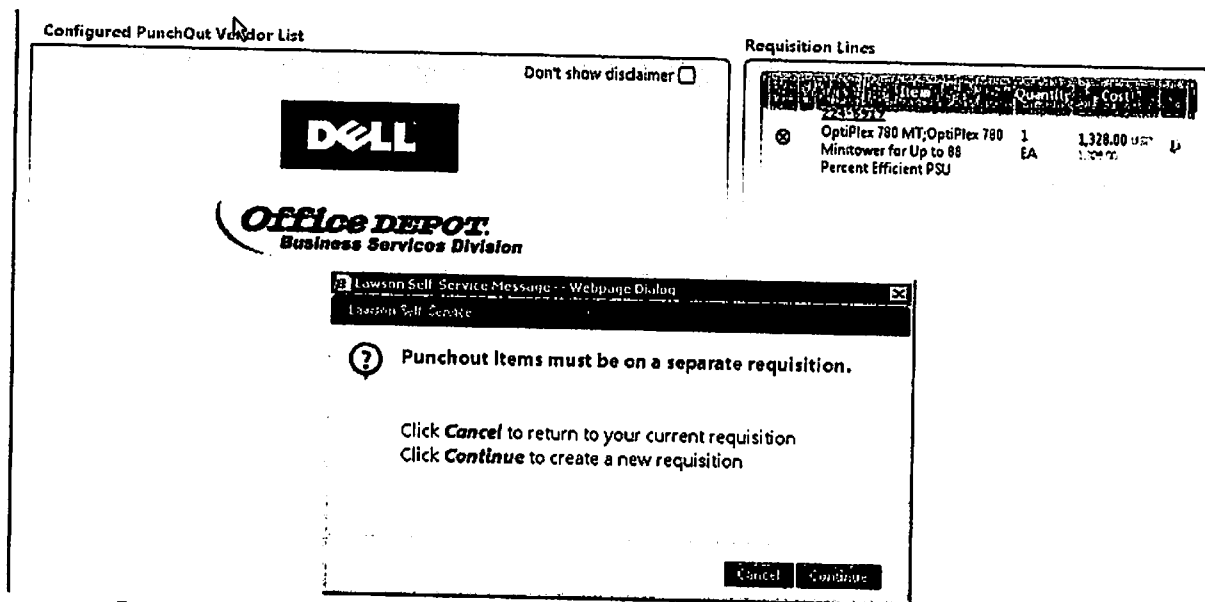 Configured PunchOut Vendor List
Don't show disclaimer
DELL
Office DEPOT.
Business Services Division
Requisition Lines
Item
Quantity
Cost
OptiPlex 780 MT;OptiPlex 780
Minitower for Up to 88
Percent Efficient PSU
1
EA
1,328.00
Lawson Self-Service Message -- Webpage Dialog
Lawson Self-Service
Punchout Items must be on a separate requisition.
Click Cancel to return to your current requisition
Click Continue to create a new requisition
Cancel
Continue